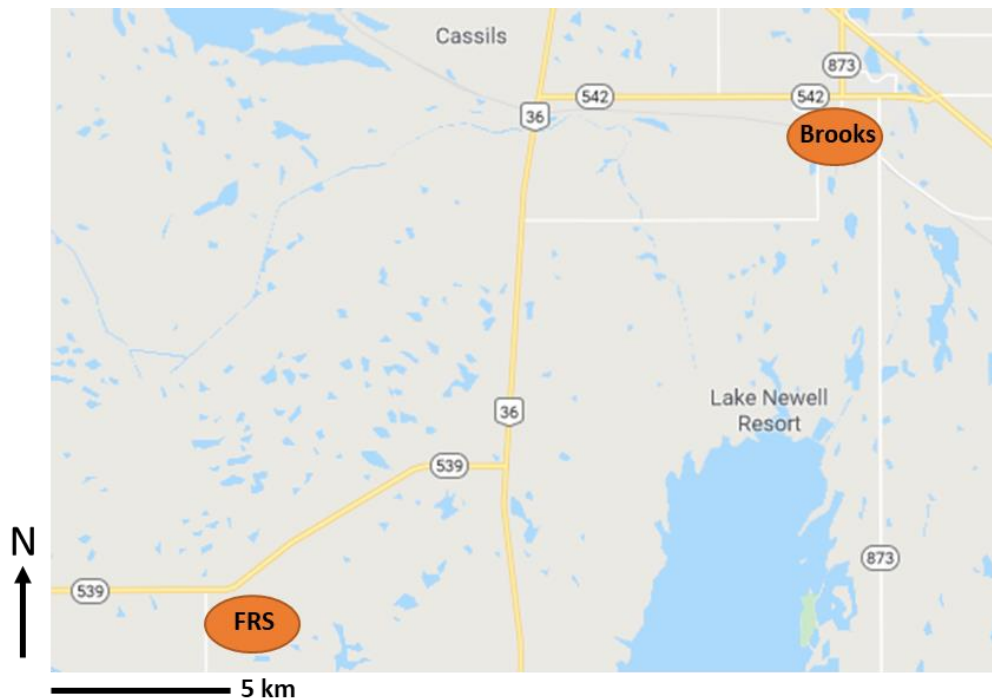 Cassils
873
542
542
36
Brooks
Lake Newell
Resort
36
539
N
873
539
FRS
5 km